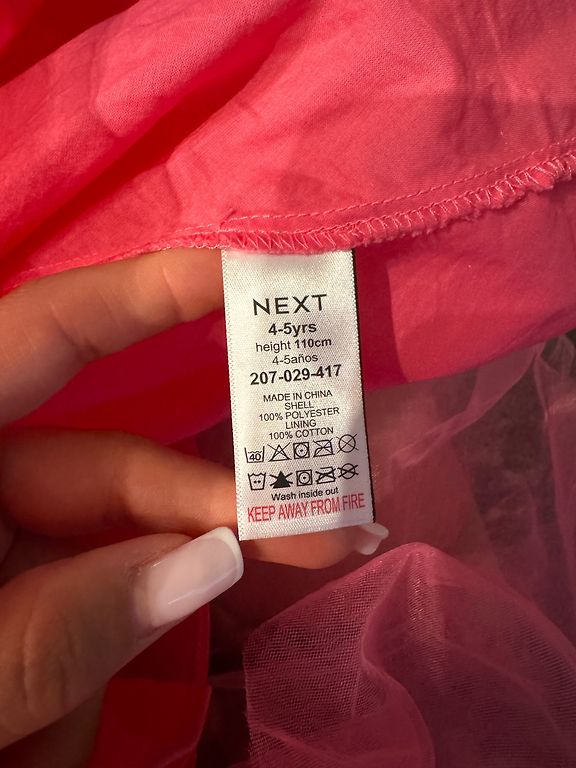 NEXT
4-5yrs
height 110cm
4-5años
207-029-417
MADE IN CHINA
SHELL
100% POLYESTER
LINING
100% COTTON
40
Wash inside out
KEEP AWAY FROM FIRE